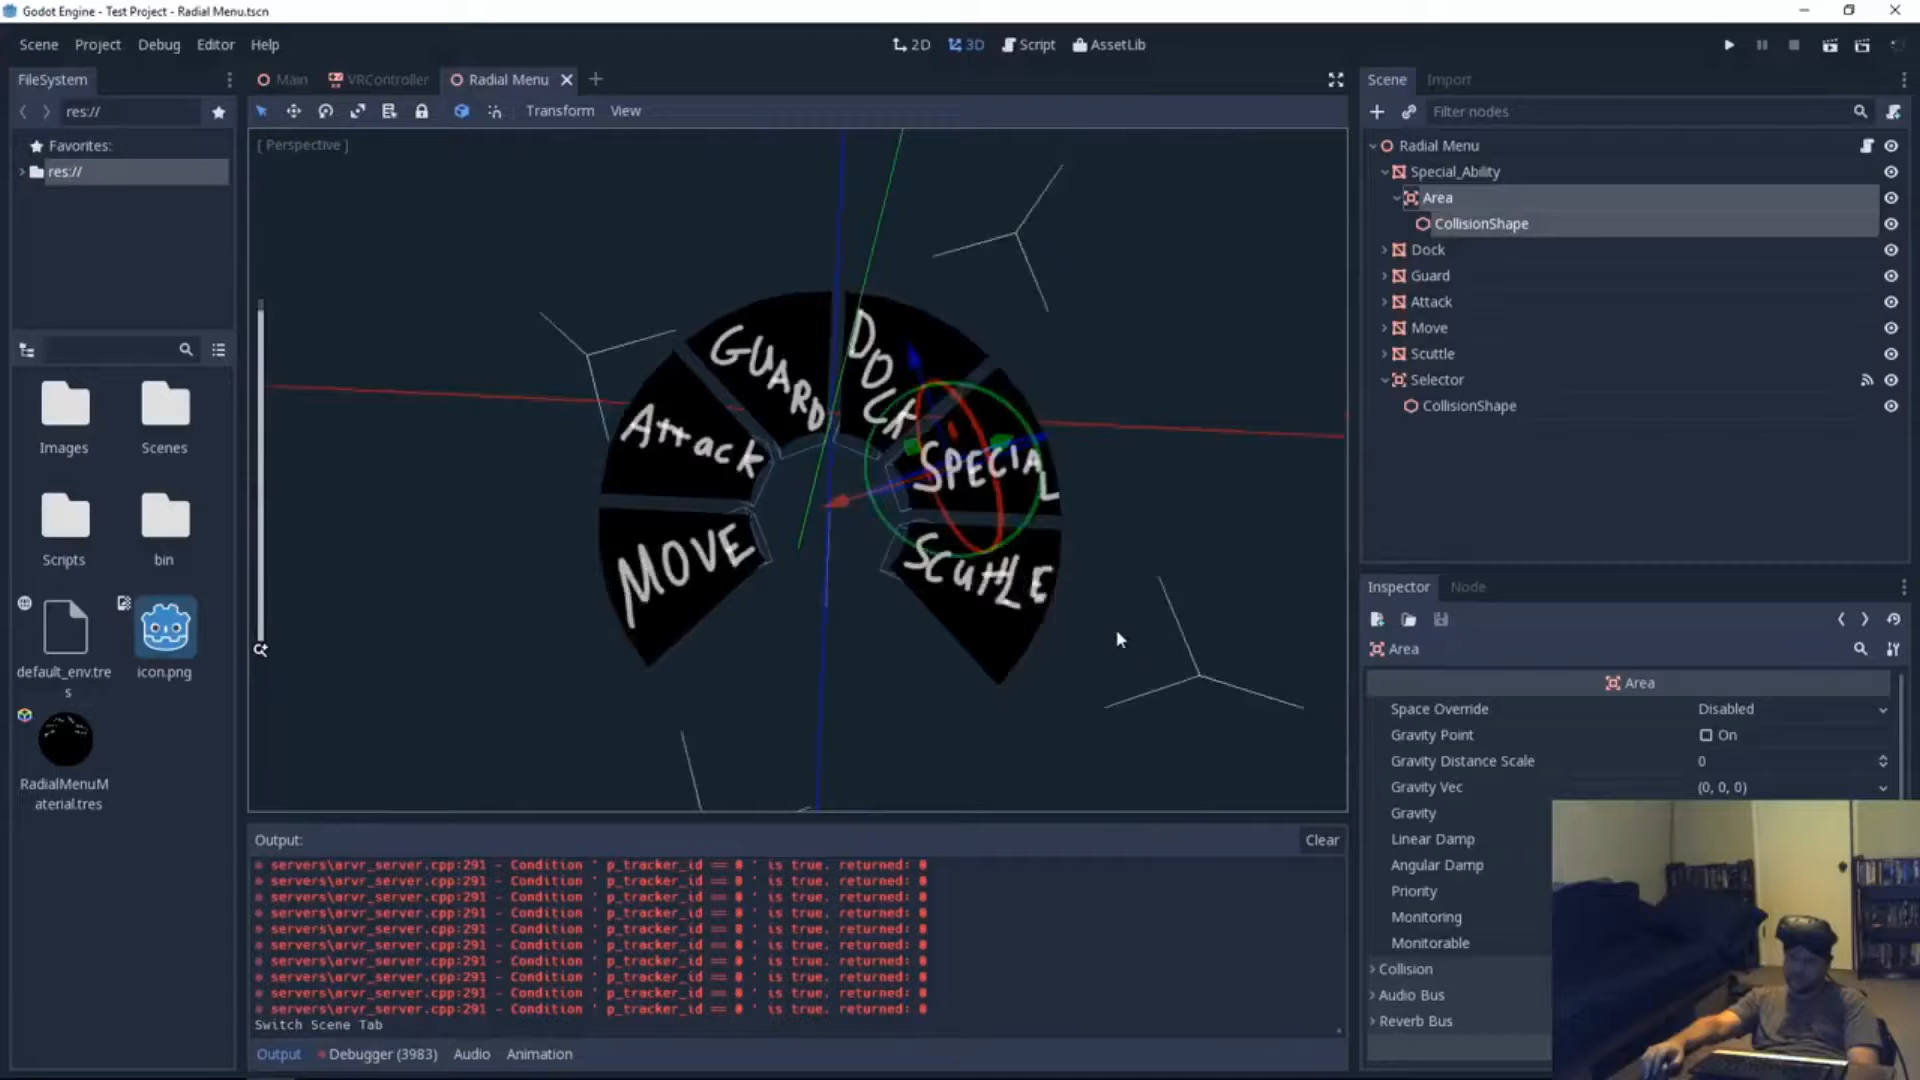 Godot Engine - Test Project - Radial Menu.tscn
Scene Project Debug Editor Help
2D 3D Script AssetLib
FileSystem
Main VRController Radial Menu
Scene Import
res://
Transform View
Filter nodes
Favorites:
res://
[ Perspective ]
Radial Menu
Special_Ability
Area
CollisionShape
Dock
Guard
Attack
Move
Scuttle
Selector
CollisionShape
GUARD
DOCK
Attack
SPECIAL
MOVE
SCUTTLE
Images
Scenes
Scripts
bin
default_env.tre
s
icon.png
RadialMenuM
aterial.tres
Inspector Node
Area
Area
Space Override Disabled
Gravity Point On
Gravity Distance Scale 0
Gravity Vec (0, 0, 0)
Gravity
Linear Damp
Angular Damp
Priority
Monitoring
Monitorable
Collision
Audio Bus
Reverb Bus
Output: Clear
servers\arvr_server.cpp:291 - Condition ' p_tracker_id == 0 ' is true. returned: 0
servers\arvr_server.cpp:291 - Condition ' p_tracker_id == 0 ' is true. returned: 0
servers\arvr_server.cpp:291 - Condition ' p_tracker_id == 0 ' is true. returned: 0
servers\arvr_server.cpp:291 - Condition ' p_tracker_id == 0 ' is true. returned: 0
servers\arvr_server.cpp:291 - Condition ' p_tracker_id == 0 ' is true. returned: 0
servers\arvr_server.cpp:291 - Condition ' p_tracker_id == 0 ' is true. returned: 0
servers\arvr_server.cpp:291 - Condition ' p_tracker_id == 0 ' is true. returned: 0
servers\arvr_server.cpp:291 - Condition ' p_tracker_id == 0 ' is true. returned: 0
servers\arvr_server.cpp:291 - Condition ' p_tracker_id == 0 ' is true. returned: 0
servers\arvr_server.cpp:291 - Condition ' p_tracker_id == 0 ' is true. returned: 0
Switch Scene Tab
Output Debugger (3983) Audio Animation